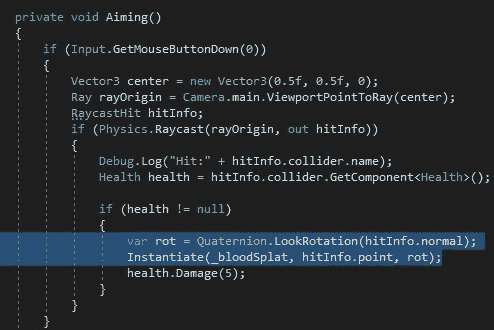 private void Aiming()
{
if (Input.GetMouseButtonDown(0))
{
Vector3 center = new Vector3(0.5f, 0.5f, 0);
Ray rayOrigin = Camera.main.ViewportPointToRay(center);
RaycastHit hitInfo;
if (Physics.Raycast(rayOrigin, out hitInfo))
{
Debug.Log("Hit:" + hitInfo.collider.name);
Health health = hitInfo.collider.GetComponent<Health>();
if (health != null)
{
var rot = Quaternion.LookRotation(hitInfo.normal);
Instantiate(_bloodSplat, hitInfo.point, rot);
health.Damage(5);
}
}
}